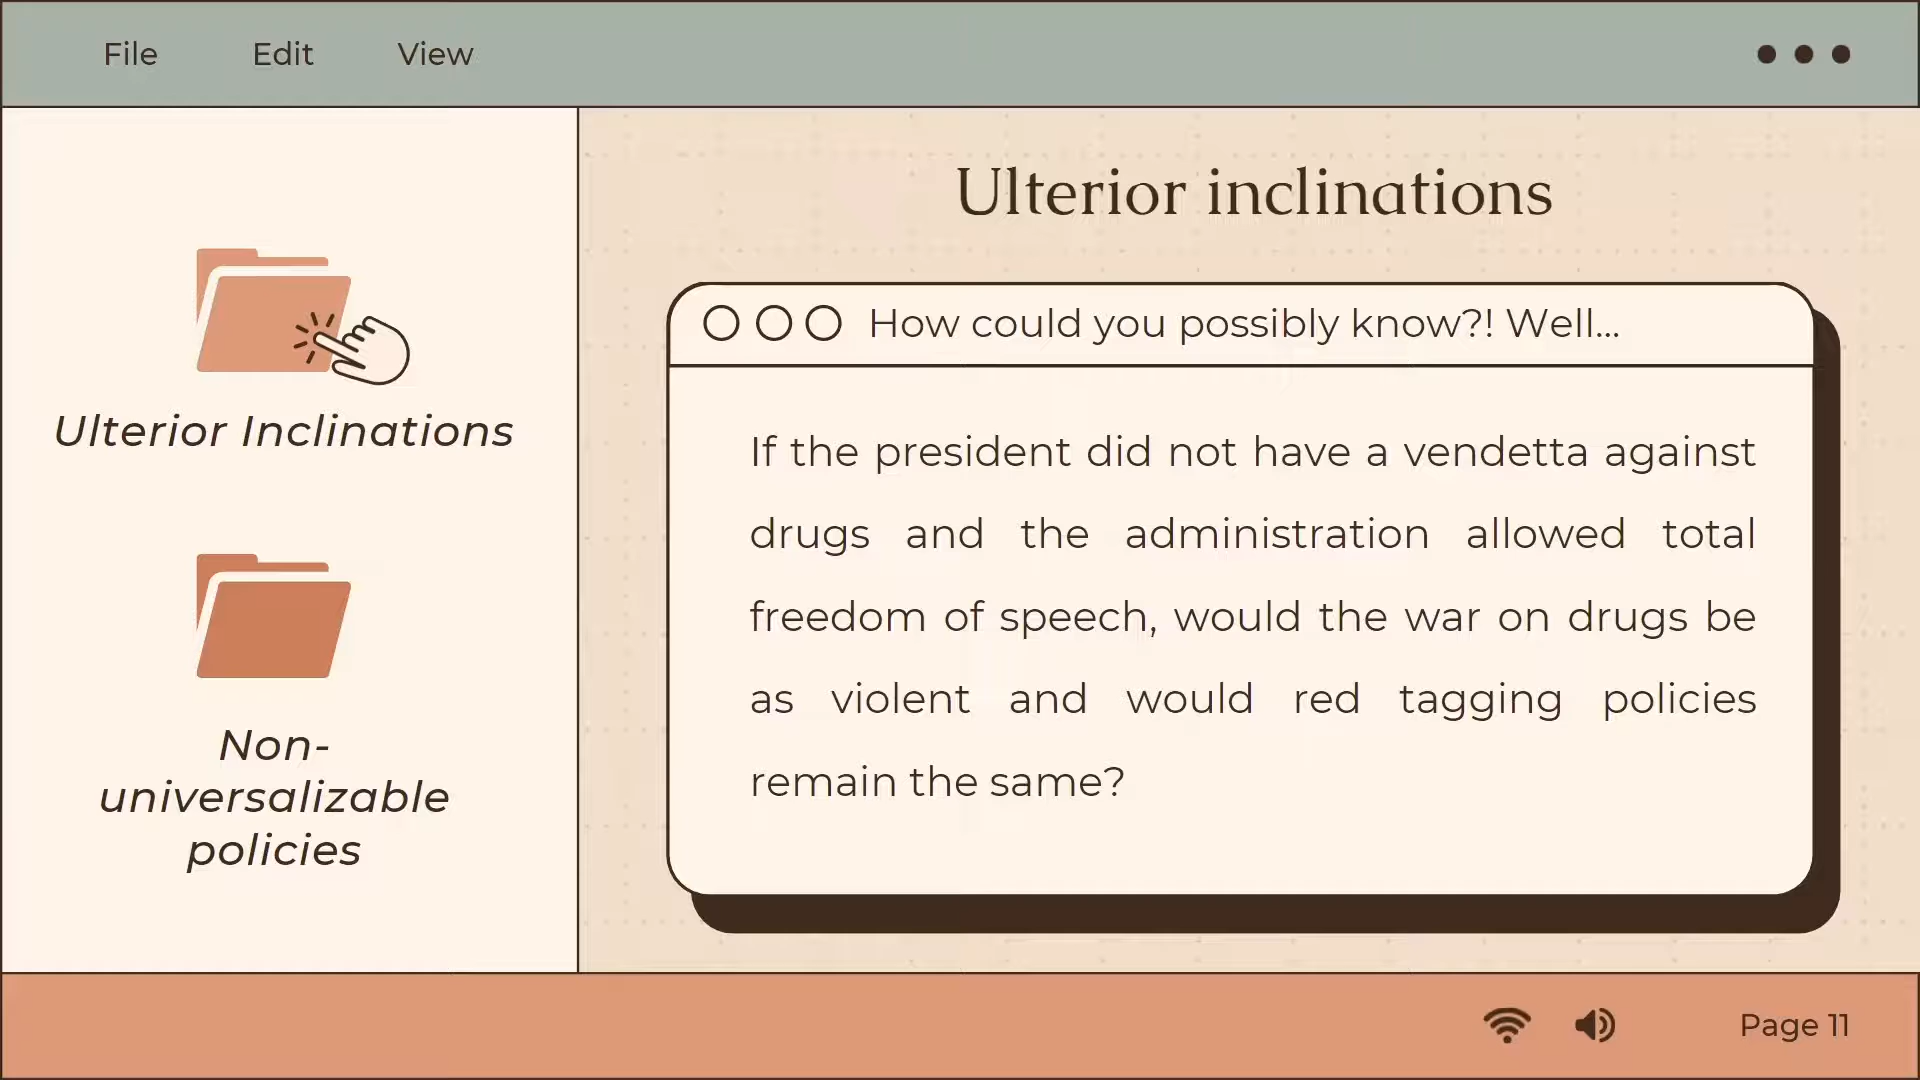 File Edit View
Ulterior Inclinations
Non-
universalizable
policies
Ulterior inclinations
How could you possibly know?! Well...
If the president did not have a vendetta against
drugs and the administration allowed total
freedom of speech, would the war on drugs be
as violent and would red tagging policies
remain the same?
Page 11